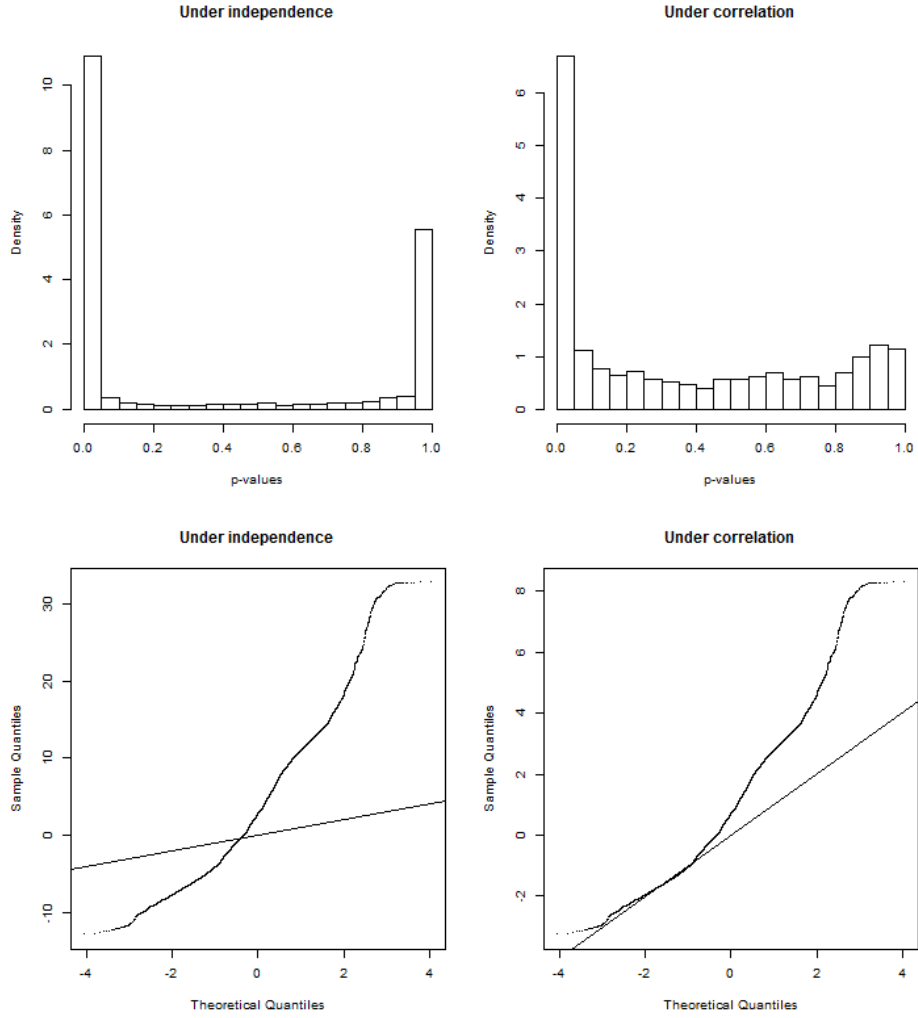 Under independence
Under correlation
Density
10
8
6
4
2
0
0.0 0.2 0.4 0.6 0.8 1.0
p-values
Density
6
5
4
3
2
1
0
0.0 0.2 0.4 0.6 0.8 1.0
p-values
Under independence
Under correlation
Sample Quantiles
30
20
10
0
-10
-4 -2 0 2 4
Theoretical Quantiles
Sample Quantiles
8
6
4
2
0
-2
-4 -2 0 2 4
Theoretical Quantiles